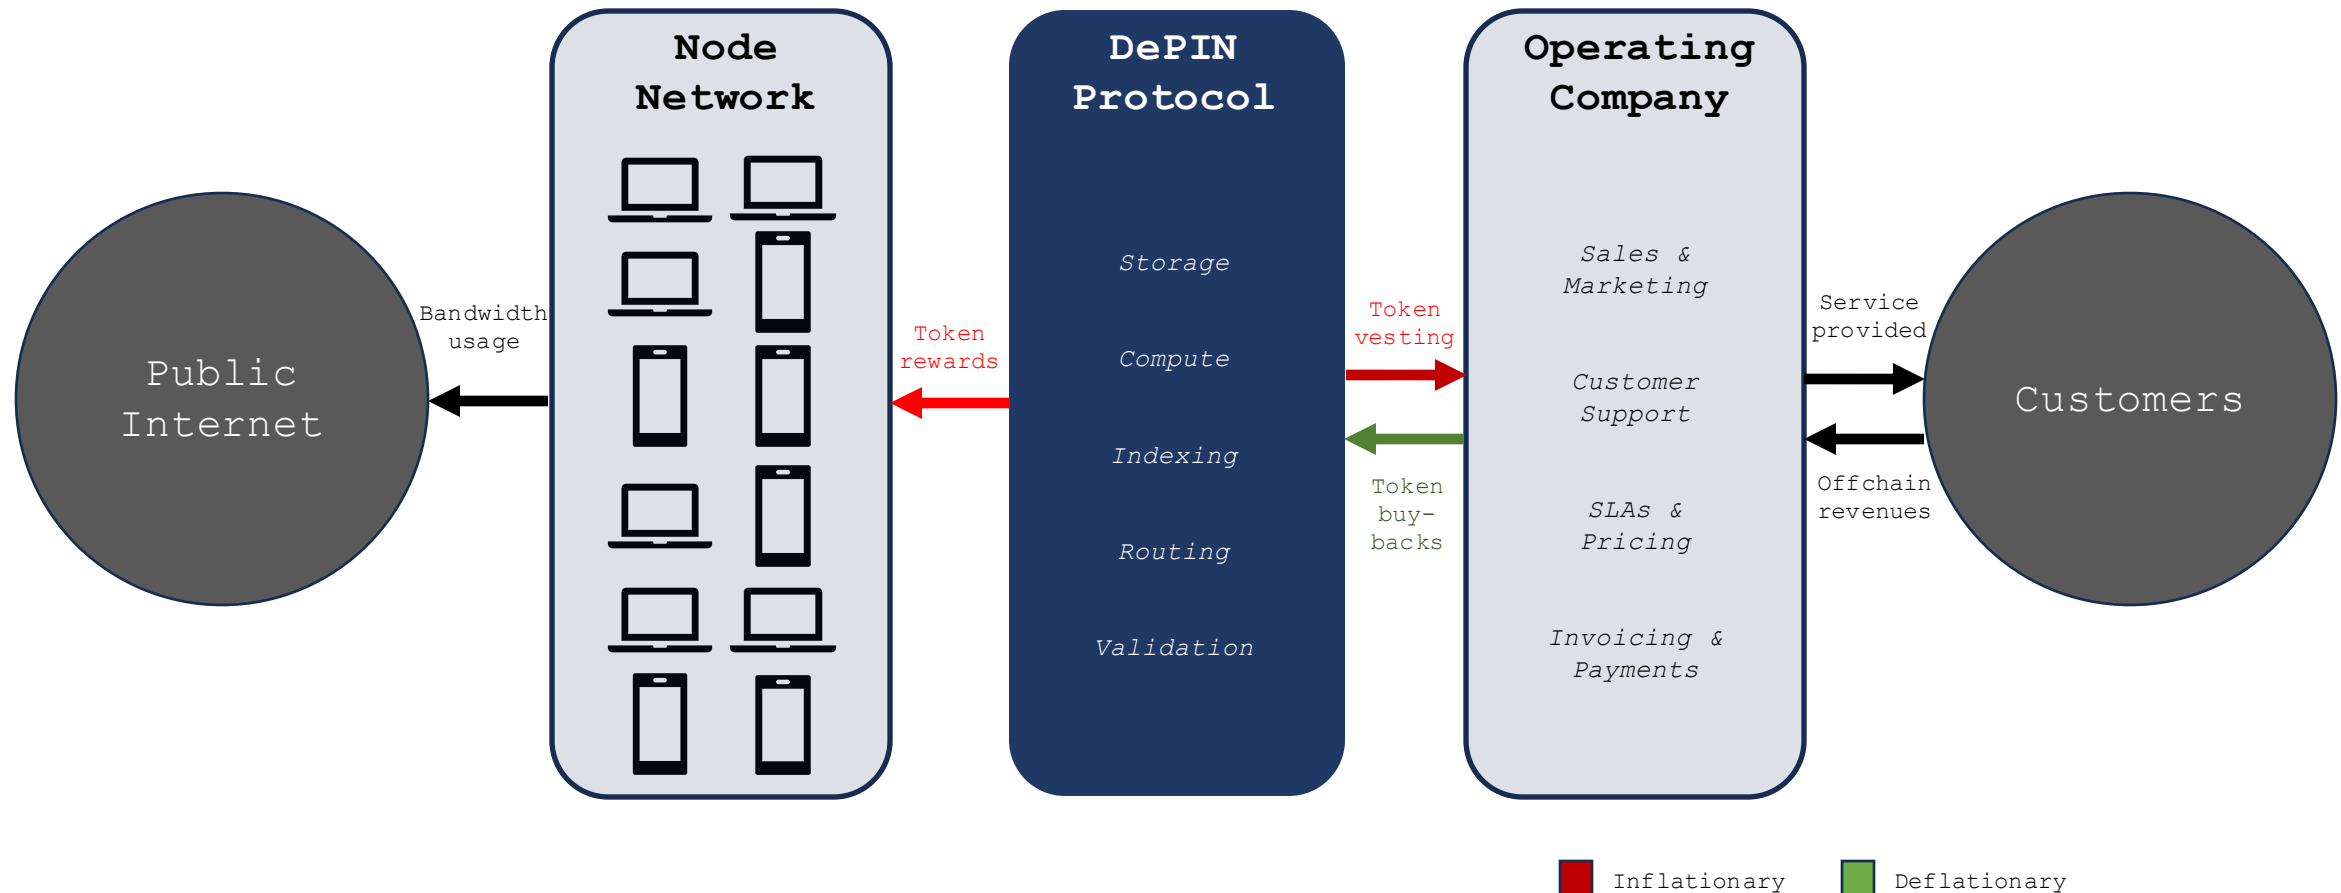 Node
Network
DePIN
Protocol
Operating
Company
Public
Internet
Bandwidth
usage
Token
rewards
Storage
Compute
Indexing
Routing
Validation
Token
vesting
Token
buy-
backs
Sales &
Marketing
Customer
Support
SLAs &
Pricing
Invoicing &
Payments
Service
provided
Offchain
revenues
Customers
Inflationary
Deflationary